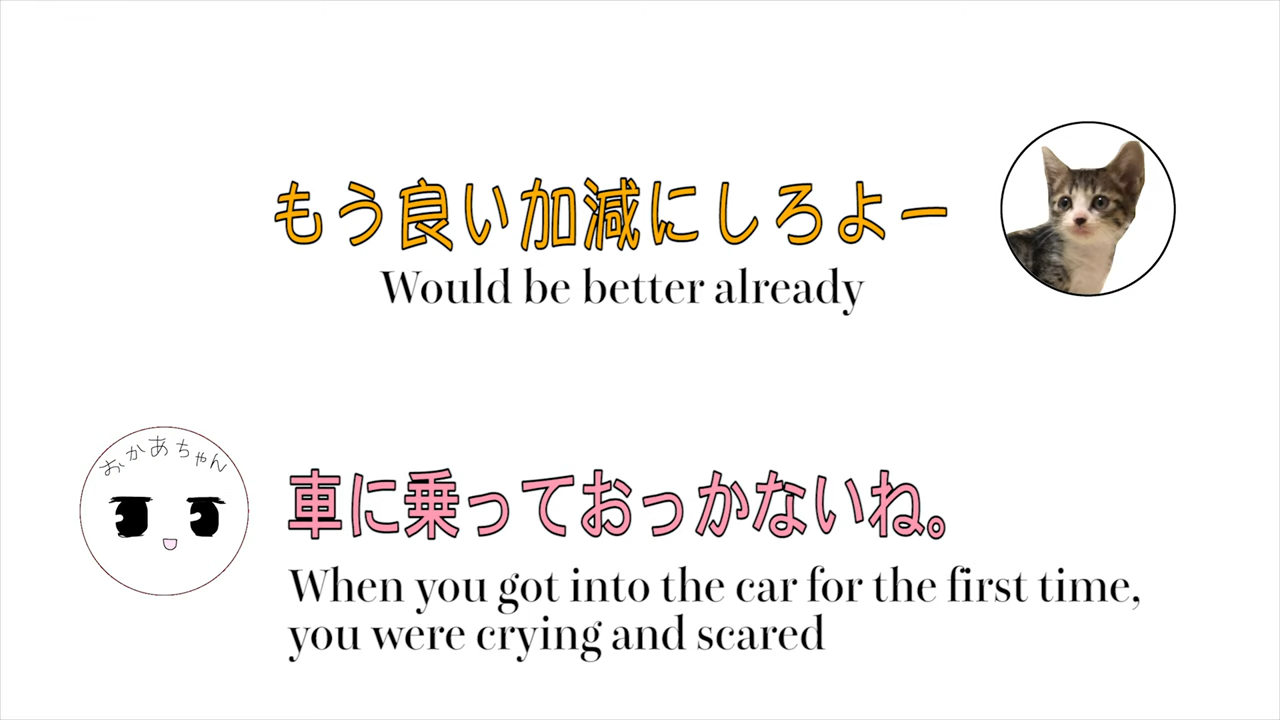 もう良い加減にしろよー
Would be better already
おかあちゃん
車に乗っておっかないね。
When you got into the car for the first time,
you were crying and scared